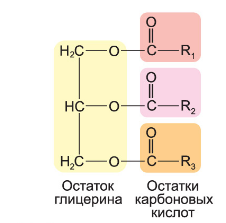 O
H₂C—O—C—R₁
O
HC—O—C—R₂
O
H₂C—O—C—R₃
Остаток глицерина
Остатки карбоновых кислот